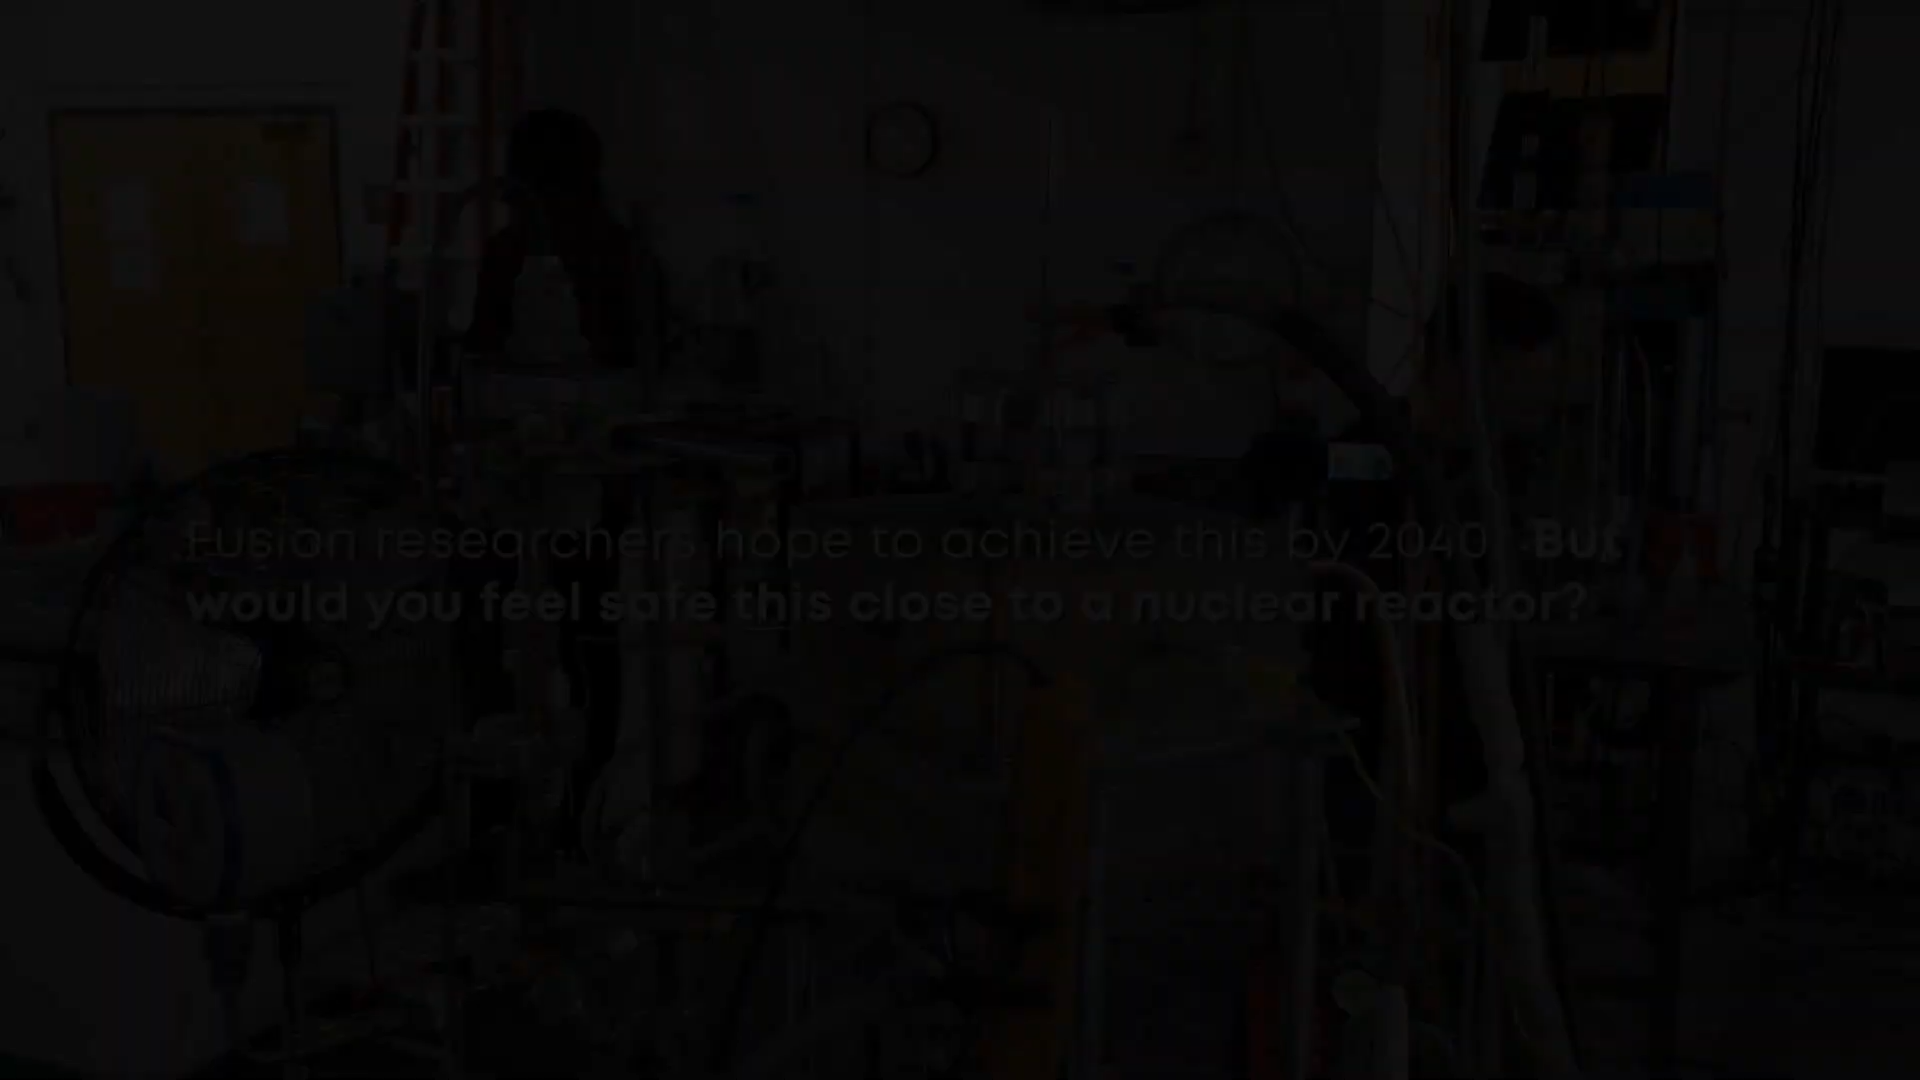 Fusion researchers hope to achieve this by 2040. But
would you feel safe this close to a nuclear reactor?